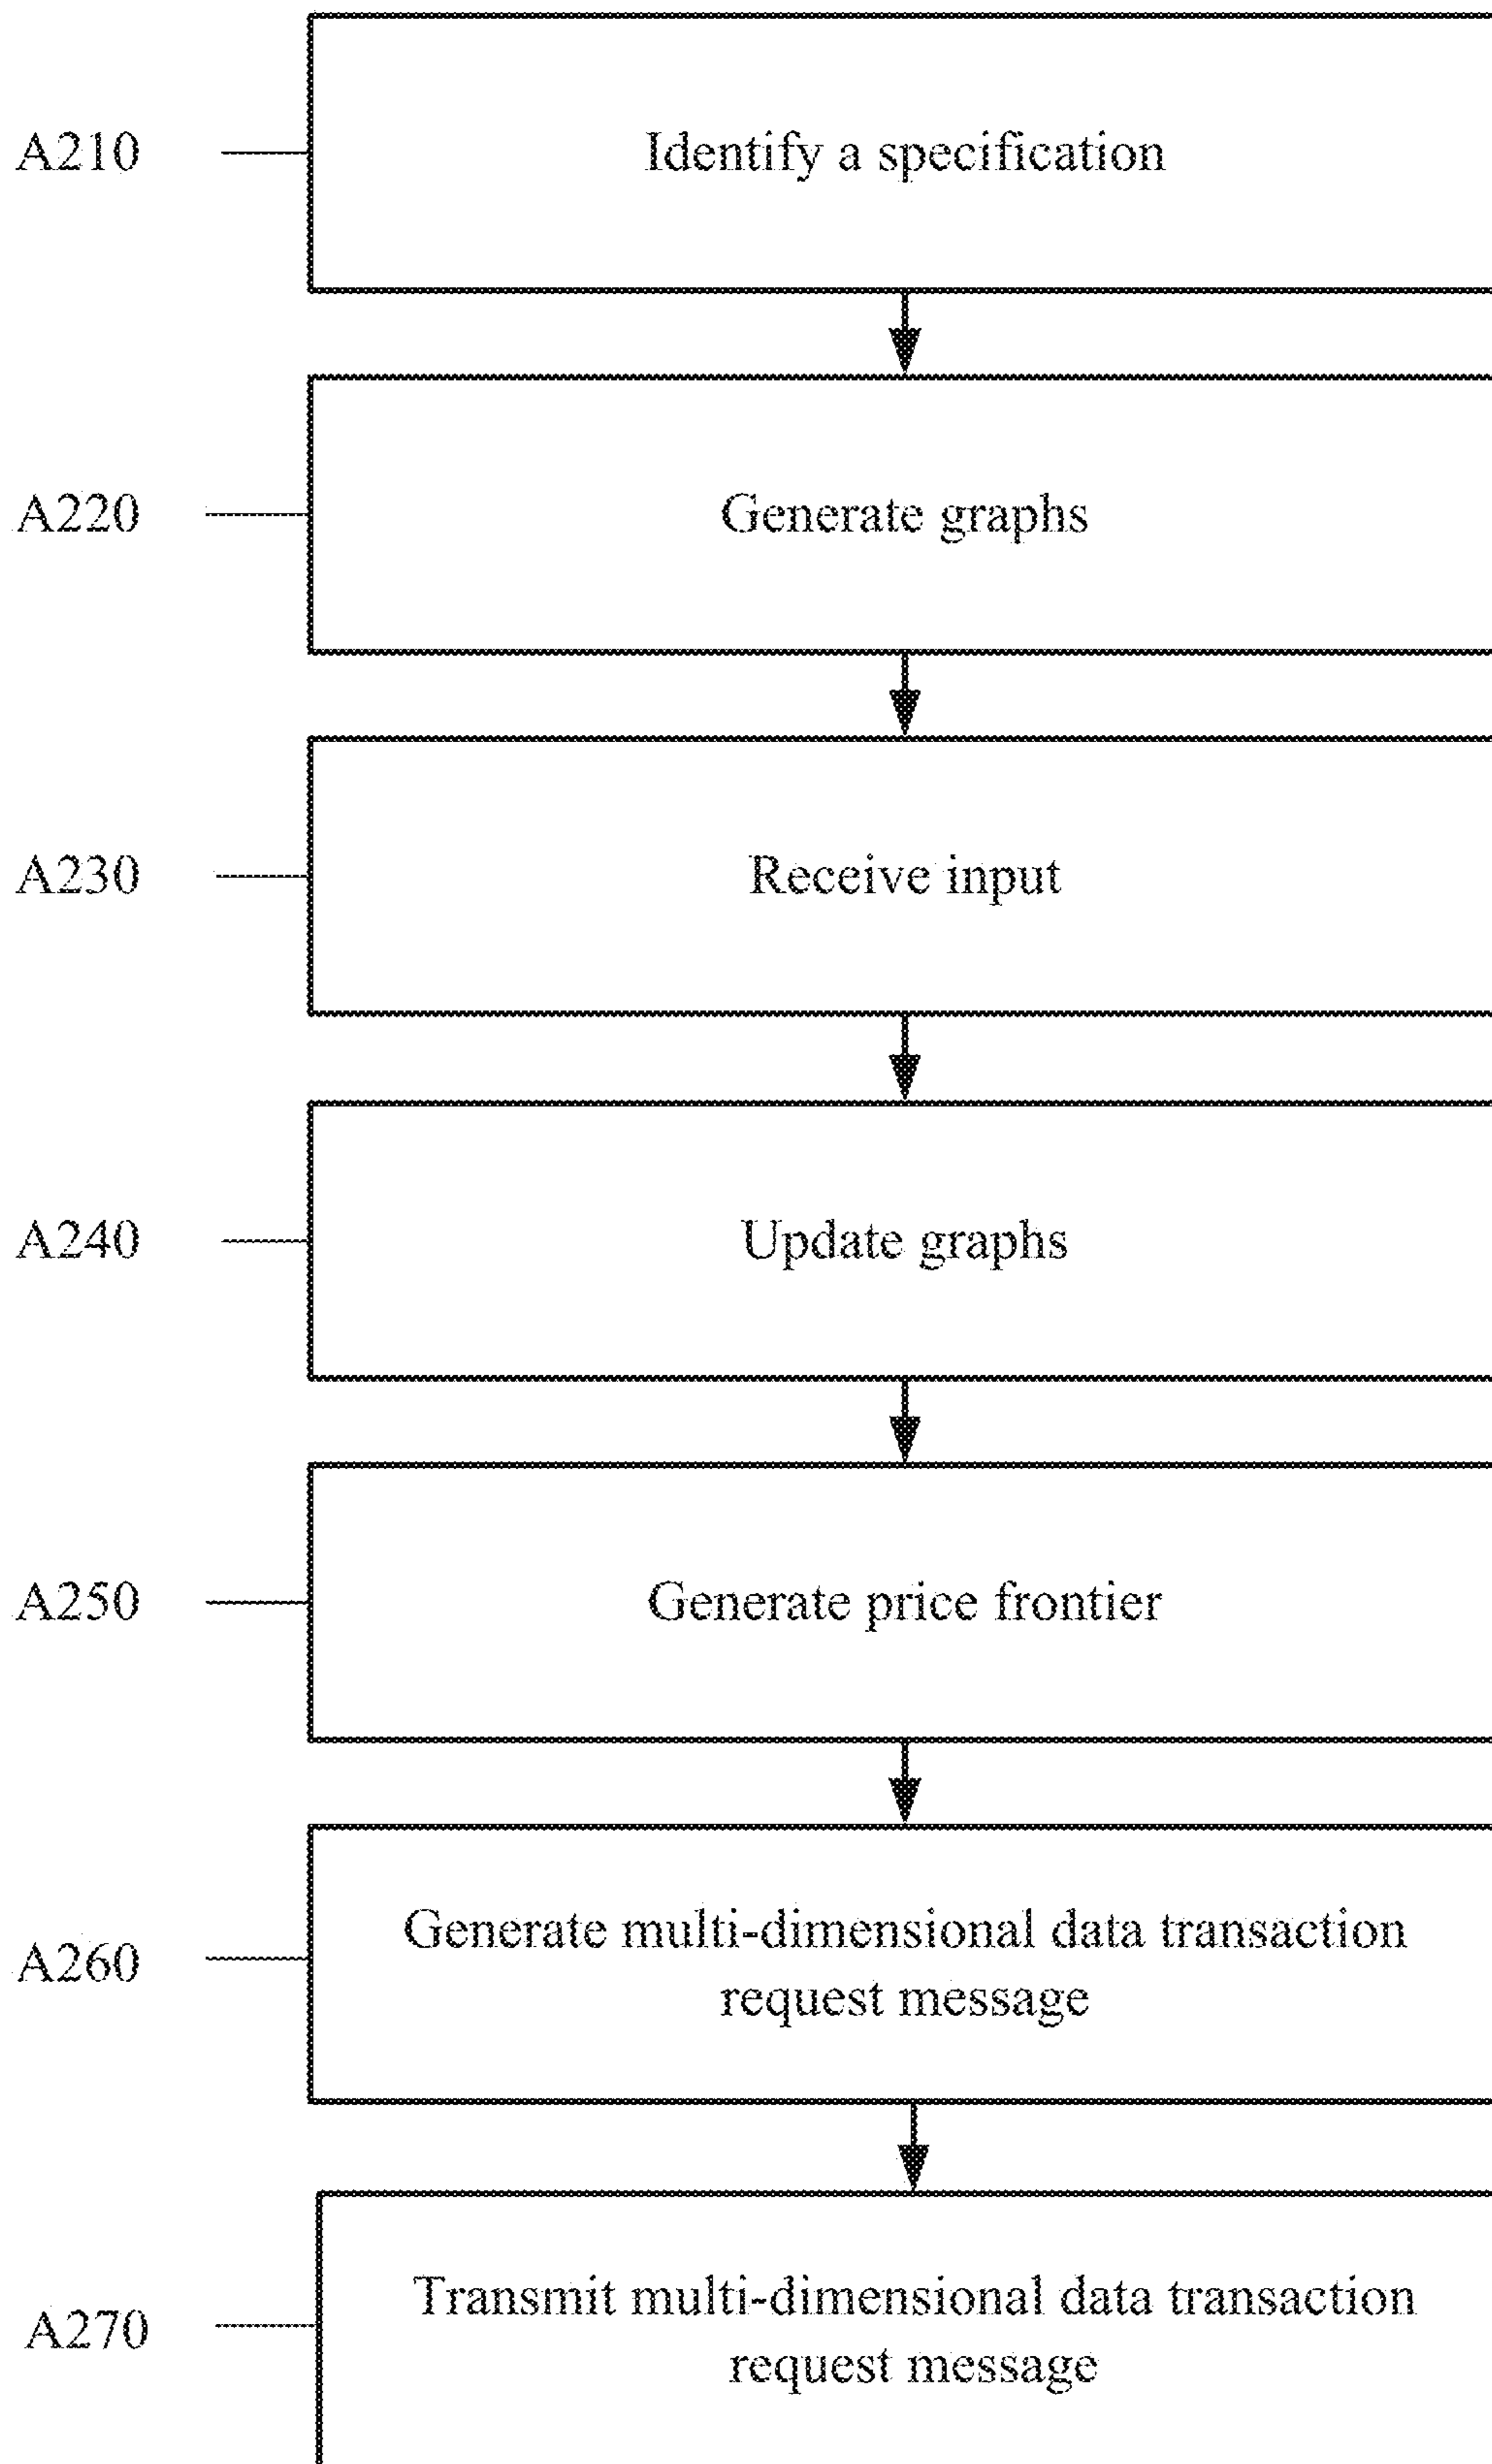 A210
Identify a specification
A220
Generate graphs
A230
Receive input
A240
Update graphs
A250
Generate price frontier
A260
Generate multi-dimensional data transaction
request message
A270
Transmit multi-dimensional data transaction
request message